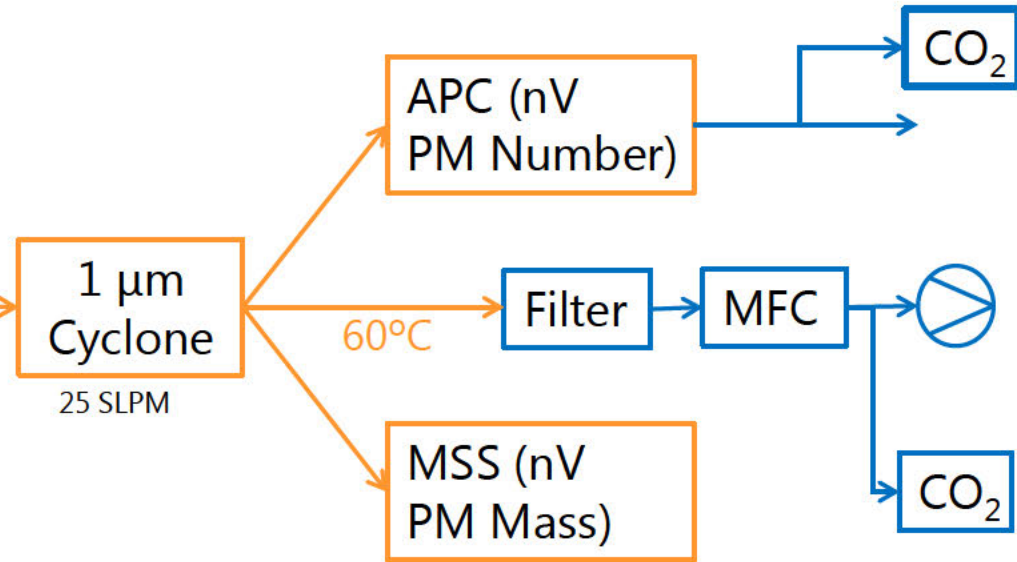 CO₂
APC (nV
PM Number)
1 μm
Cyclone
25 SLPM
60°C
Filter
MFC
MSS (nV
PM Mass)
CO₂